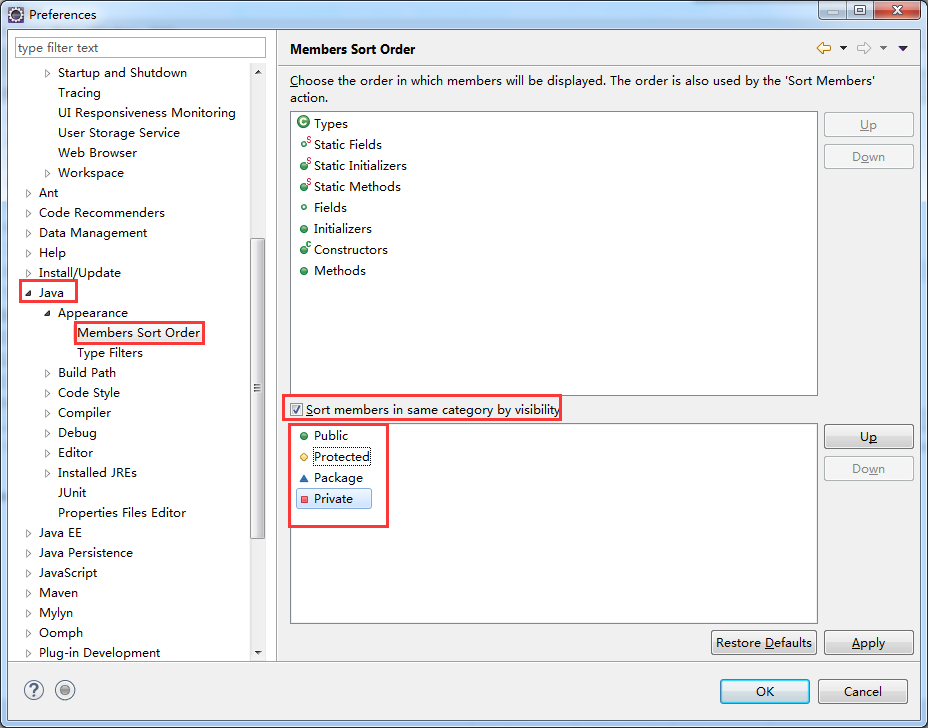 Preferences
type filter text
Startup and Shutdown
Tracing
UI Responsiveness Monitoring
User Storage Service
Web Browser
Workspace
Ant
Code Recommenders
Data Management
Help
Install/Update
Java
Appearance
Members Sort Order
Type Filters
Build Path
Code Style
Compiler
Debug
Editor
Installed JREs
JUnit
Properties Files Editor
Java EE
Java Persistence
JavaScript
Maven
Mylyn
Oomph
Plug-in Development
Members Sort Order
Choose the order in which members will be displayed. The order is also used by the 'Sort Members'
action.
Types
Static Fields
Static Initializers
Static Methods
Fields
Initializers
Constructors
Methods
Up
Down
Sort members in same category by visibility
Public
Protected
Package
Private
Up
Down
Restore Defaults
Apply
OK
Cancel